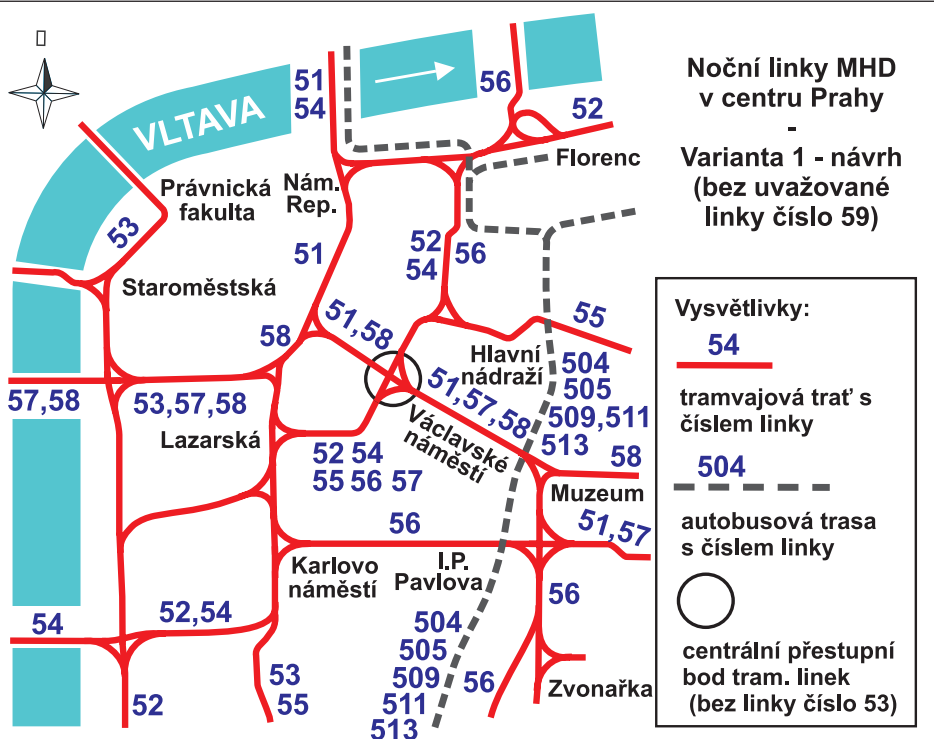 Noční linky MHD
v centru Prahy
-
Varianta 1 - návrh
(bez uvažované
linky číslo 59)
VLTAVA
51
54
56
52
Florenc
Právnická
fakulta
Nám.
Rep.
53
51
52
54
56
Staroměstská
58
51,58
55
Hlavní
nádraží
504
505
509,511
513
57,58
53,57,58
51,57,58
Lazarská
Václavské
náměstí
52 54
55 56 57
58
Muzeum
56
51,57
Karlovo
náměstí
I.P.
Pavlova
56
54
52,54
504
505
509
511
513
53
55
52
56
Zvonařka
Vysvětlivky:
54
tramvajová trať s
číslem linky
504
autobusová trasa
s číslem linky
centrální přestupní
bod tram. linek
(bez linky číslo 53)